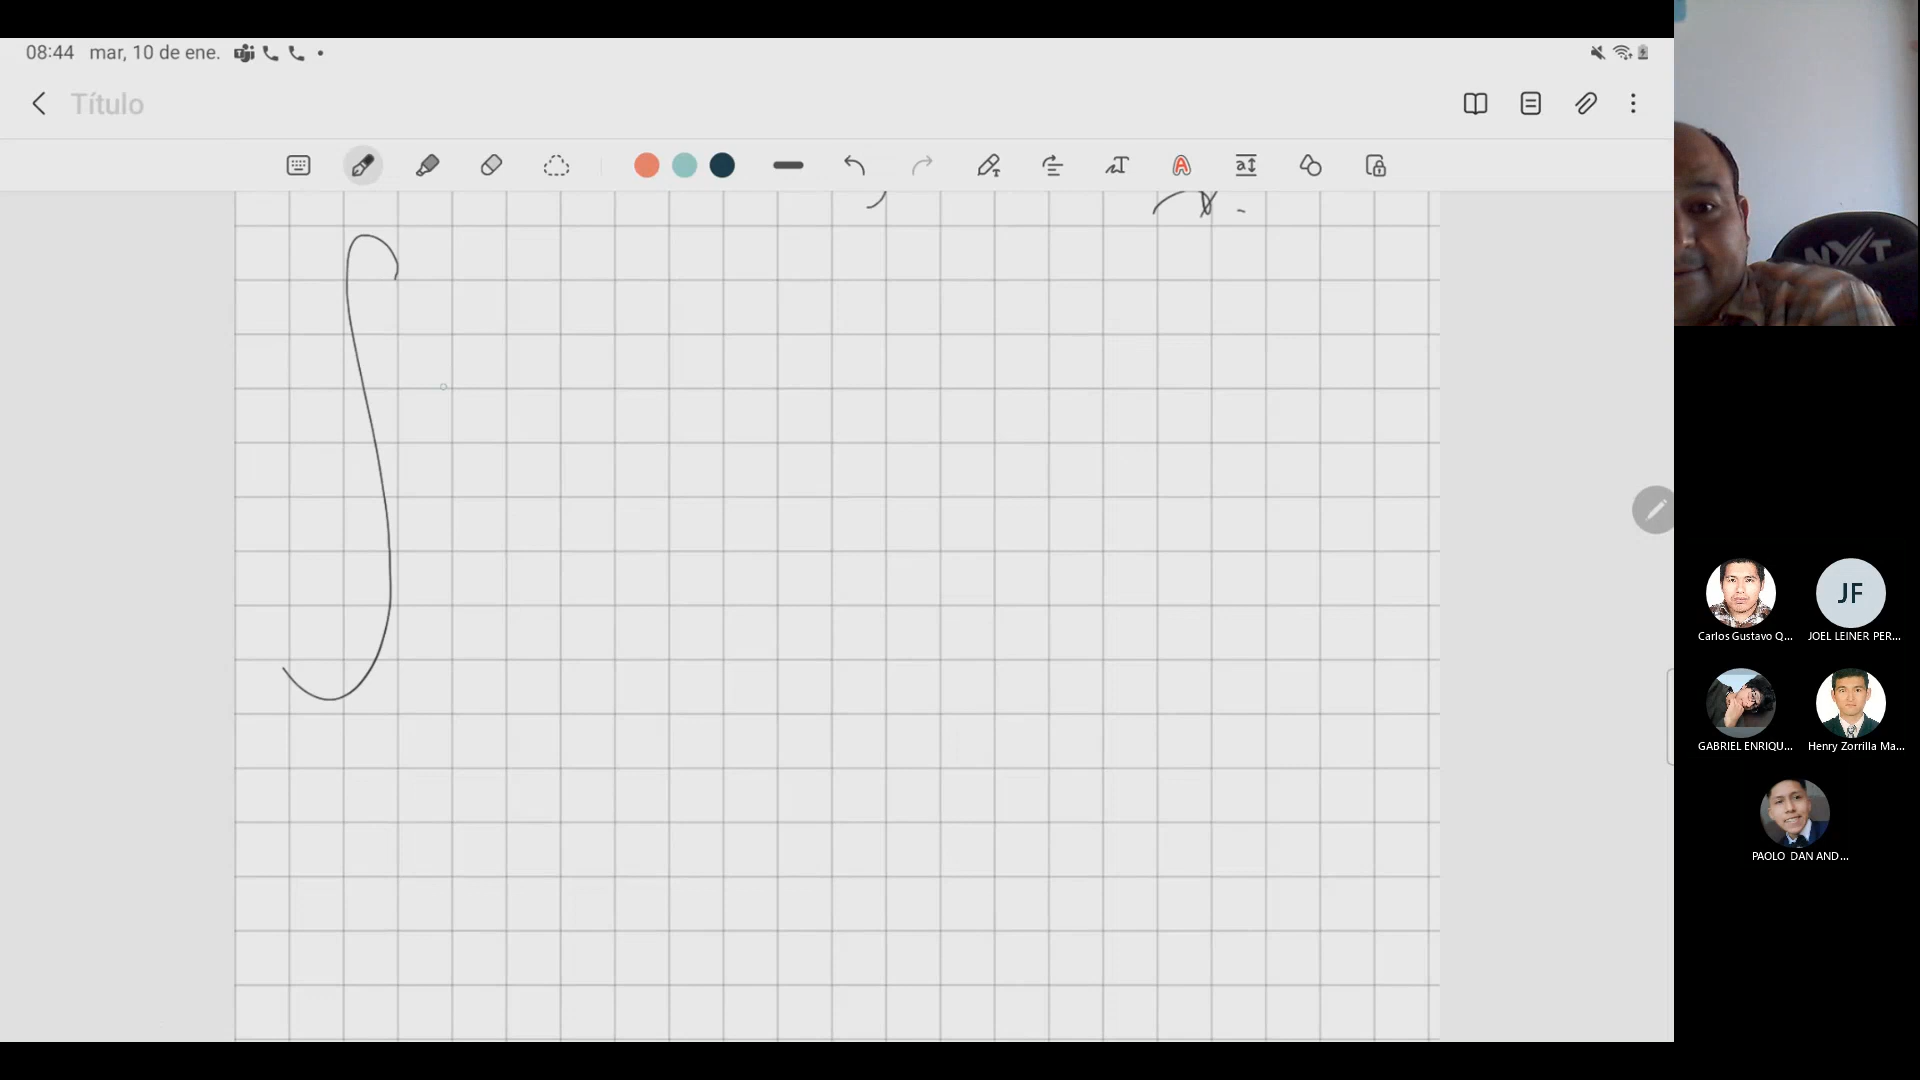 08:44 mar, 10 de ene.
Título
NXT
Carlos Gustavo Q...
JF
JOEL LEINER PER...
GABRIEL ENRIQU...
Henry Zorrilla Ma...
PAOLO DAN AND...